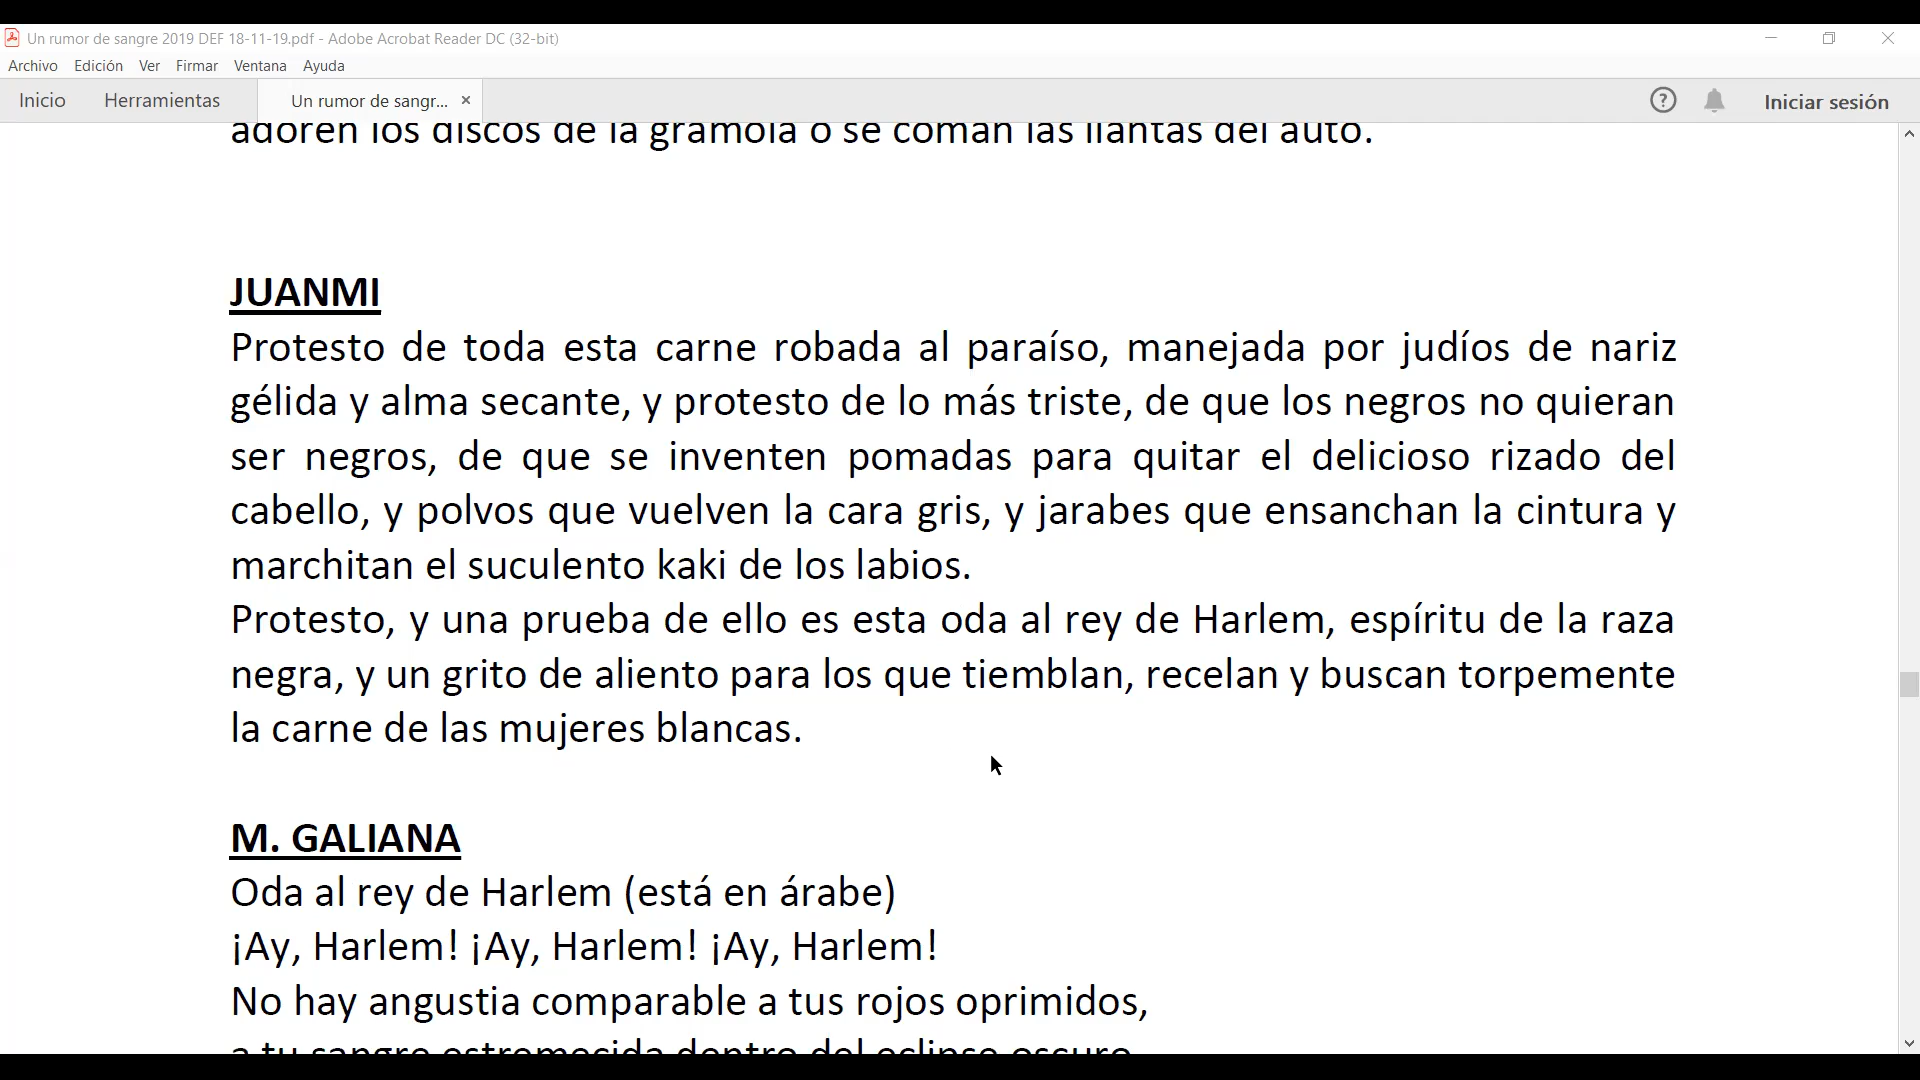 Un rumor de sangre 2019 DEF 18-11-19.pdf - Adobe Acrobat Reader DC (32-bit)
Archivo Edición Ver Firmar Ventana Ayuda
Inicio Herramientas Un rumor de sangr... × ? Iniciar sesión
adoren los discos de la gramola o se coman las llantas del auto.
JUANMI
Protesto de toda esta carne robada al paraíso, manejada por judíos de nariz
gélida y alma secante, y protesto de lo más triste, de que los negros no quieran
ser negros, de que se inventen pomadas para quitar el delicioso rizado del
cabello, y polvos que vuelven la cara gris, y jarabes que ensanchan la cintura y
marchitan el suculento kaki de los labios.
Protesto, y una prueba de ello es esta oda al rey de Harlem, espíritu de la raza
negra, y un grito de aliento para los que tiemblan, recelan y buscan torpemente
la carne de las mujeres blancas.
M. GALIANA
Oda al rey de Harlem (está en árabe)
¡Ay, Harlem! ¡Ay, Harlem! ¡Ay, Harlem!
No hay angustia comparable a tus rojos oprimidos,
a tu sangre estremecida dentro del eclipse oscuro